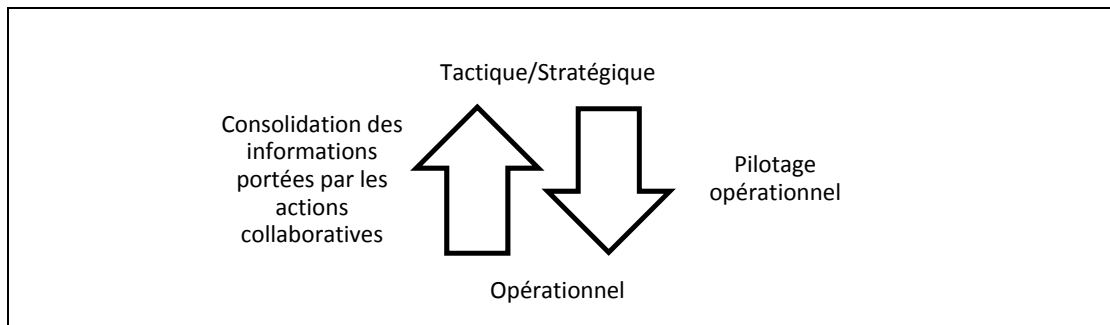 Tactique/Stratégique
Consolidation des
informations
portées par les
actions
collaboratives
Pilotage
opérationnel
Opérationnel